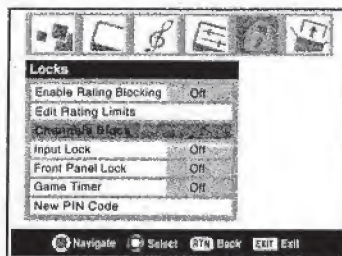 Locks
Enable Rating Blocking Off
Edit Rating Limits
Channels Block
Input Lock Off
Front Panel Lock Off
Game Timer Off
New PIN Code
Navigate Select RTN Back EXIT Exit